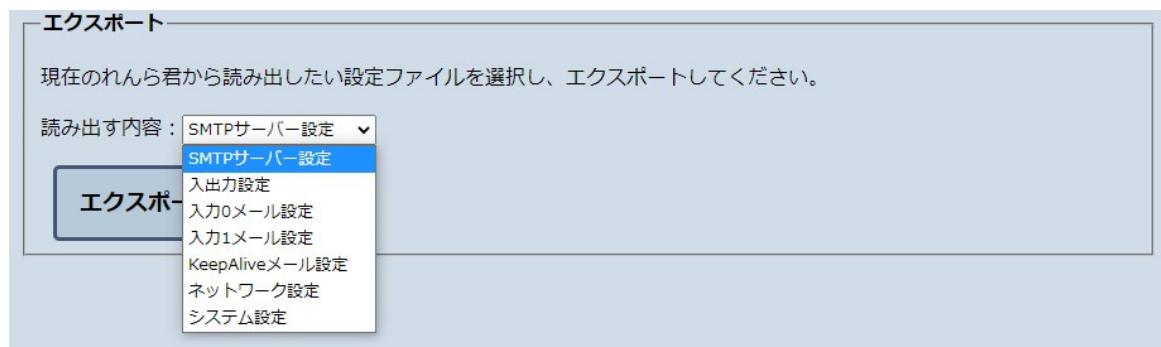 エクスポート
現在のれんら君から読み出したい設定ファイルを選択し、エクスポートしてください。
読み出す内容：SMTPサーバー設定
SMTPサーバー設定
入出力設定
エクスポー
入力0メール設定
入力1メール設定
KeepAliveメール設定
ネットワーク設定
システム設定